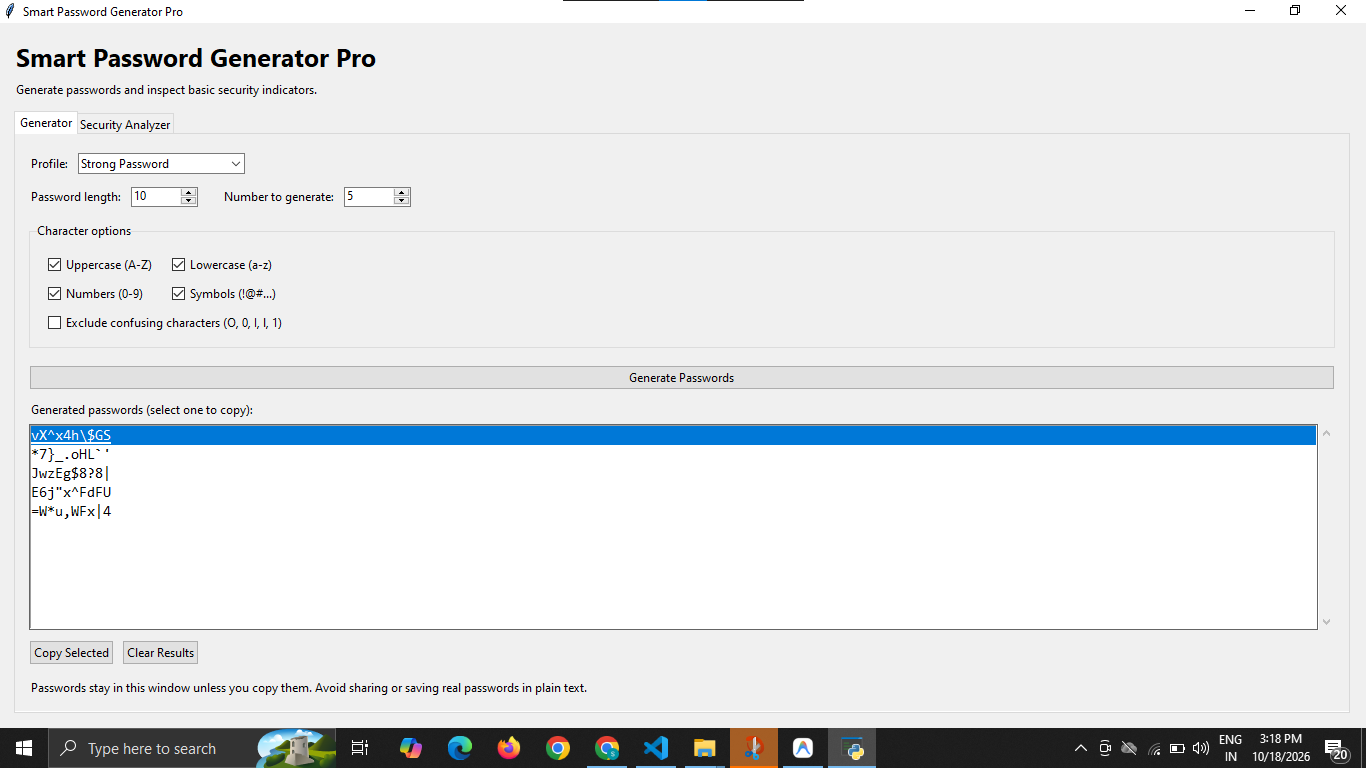 Smart Password Generator Pro
Smart Password Generator Pro
Generate passwords and inspect basic security indicators.
Generator Security Analyzer
Profile: Strong Password
Password length: 10 Number to generate: 5
Character options
Uppercase (A-Z) Lowercase (a-z)
Numbers (0-9) Symbols (!@#...)
Exclude confusing characters (O, 0, I, l, 1)
Generate Passwords
Generated passwords (select one to copy):
vX^x4h\$GS
*7}_.oHL`'
JwzEg$8?8|
E6j"x^FdFU
=W*u,WFx|4
Copy Selected Clear Results
Passwords stay in this window unless you copy them. Avoid sharing or saving real passwords in plain text.
Type here to search
ENG 3:18 PM
IN 10/18/2026
20